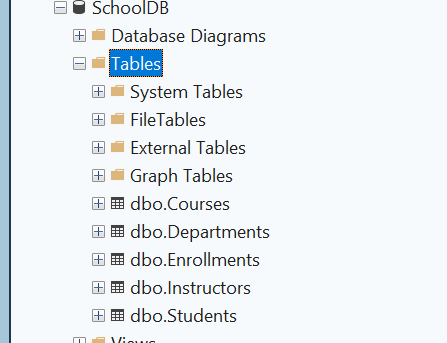 SchoolDB
Database Diagrams
Tables
System Tables
FileTables
External Tables
Graph Tables
dbo.Courses
dbo.Departments
dbo.Enrollments
dbo.Instructors
dbo.Students
Views